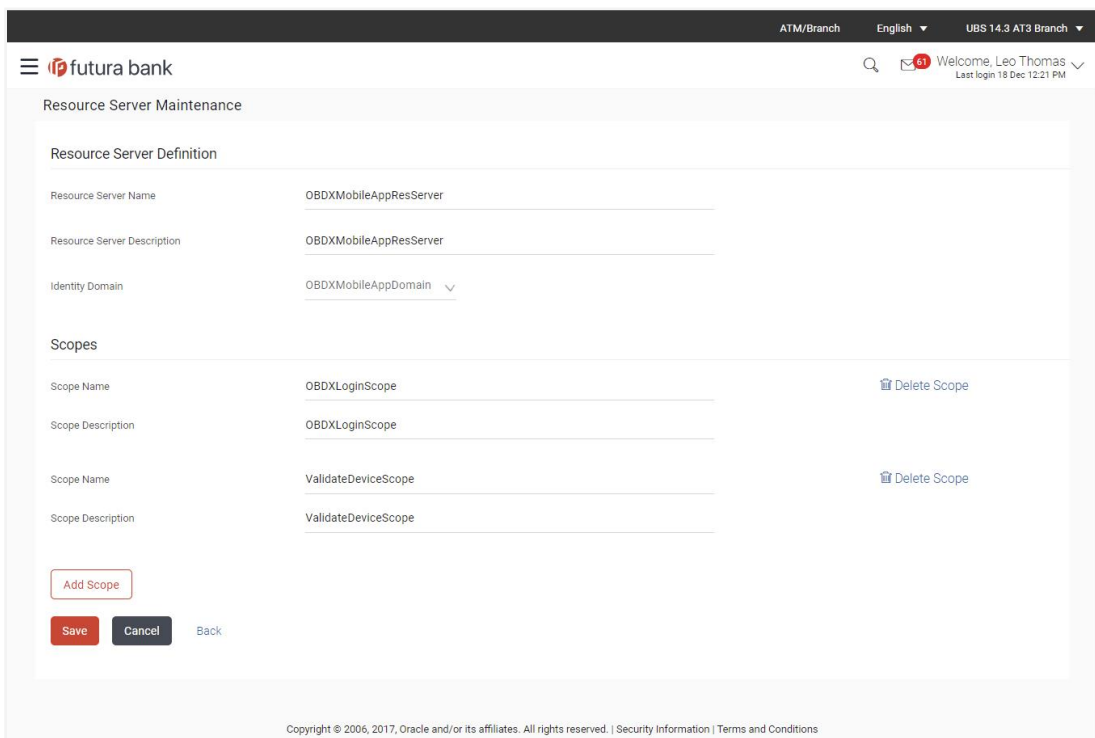 ATM/Branch English UBS 14.3 AT3 Branch
futura bank 61 Welcome, Leo Thomas
Last login 18 Dec 12:21 PM
Resource Server Maintenance
Resource Server Definition
Resource Server Name OBDXMobileAppResServer
Resource Server Description OBDXMobileAppResServer
Identity Domain OBDXMobileAppDomain
Scopes
Scope Name OBDXLoginScope Delete Scope
Scope Description OBDXLoginScope
Scope Name ValidateDeviceScope Delete Scope
Scope Description ValidateDeviceScope
Add Scope
Save Cancel Back
Copyright © 2006, 2017, Oracle and/or its affiliates. All rights reserved. | Security Information | Terms and Conditions